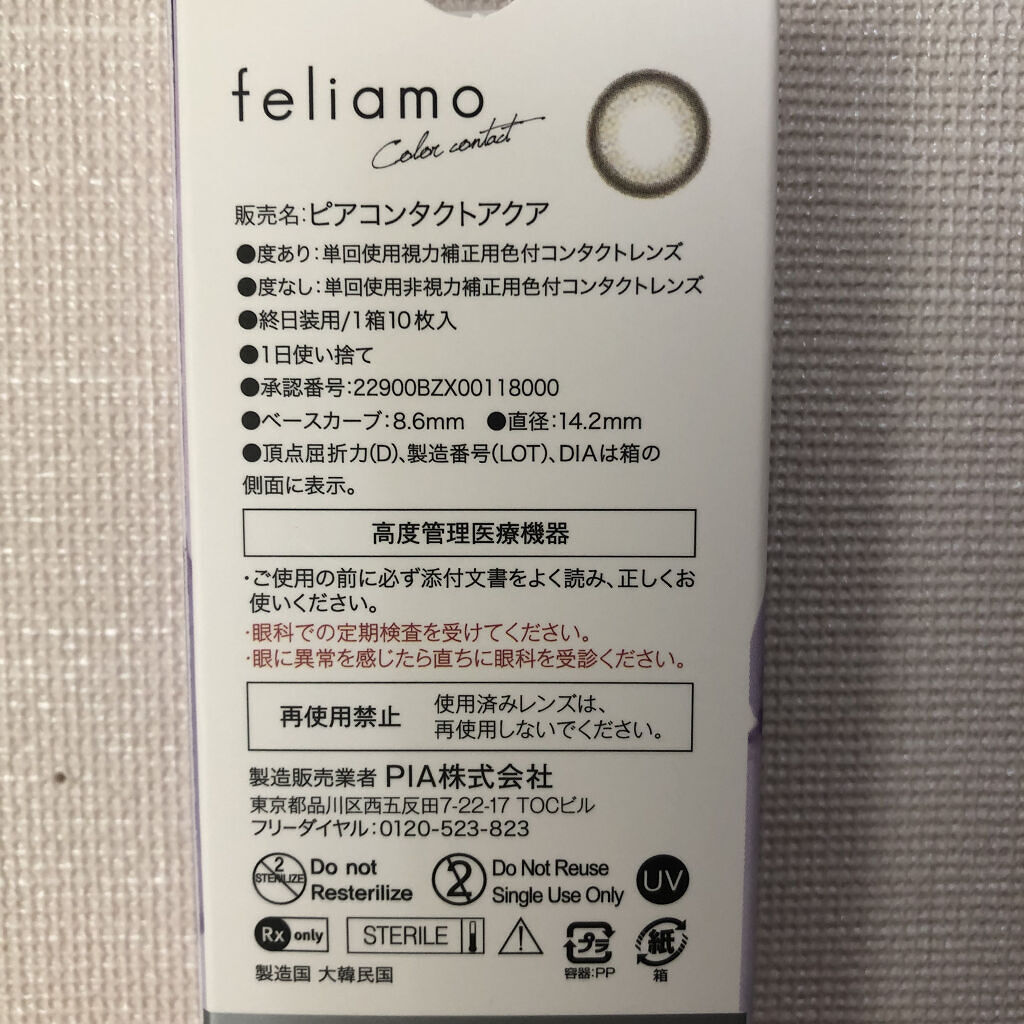 feliamo
Color contact
販売名:ピアコンタクトアクア
●度あり:単回使用視力補正用色付コンタクトレンズ
●度なし:単回使用非視力補正用色付コンタクトレンズ
●終日装用/1箱10枚入
●1日使い捨て
●承認番号:22900BZX00118000
●ベースカーブ:8.6mm ●直径:14.2mm
●頂点屈折力(D)、製造番号(LOT)、DIAは箱の
側面に表示。
高度管理医療機器
・ご使用の前に必ず添付文書をよく読み、正しくお
使いください。
・眼科での定期検査を受けてください。
・眼に異常を感じたら直ちに眼科を受診ください。
再使用禁止
使用済みレンズは、
再使用しないでください。
製造販売業者 PIA株式会社
東京都品川区西五反田7-22-17 TOCビル
フリーダイヤル:0120-523-823
2
STERILIZE
Do not
Resterilize
2
Do Not Reuse
Single Use Only
UV
Rx only
STERILE
プラ
容器:PP
紙
箱
製造国 大韓民国